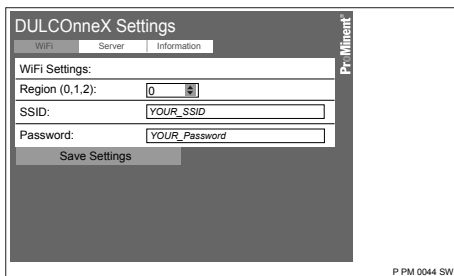 DULCOnneX Settings
WiFi Server Information
ProMinent®
WiFi Settings:
Region (0,1,2): 0
SSID: YOUR_SSID
Password: YOUR_Password
Save Settings
P PM 0044 SW